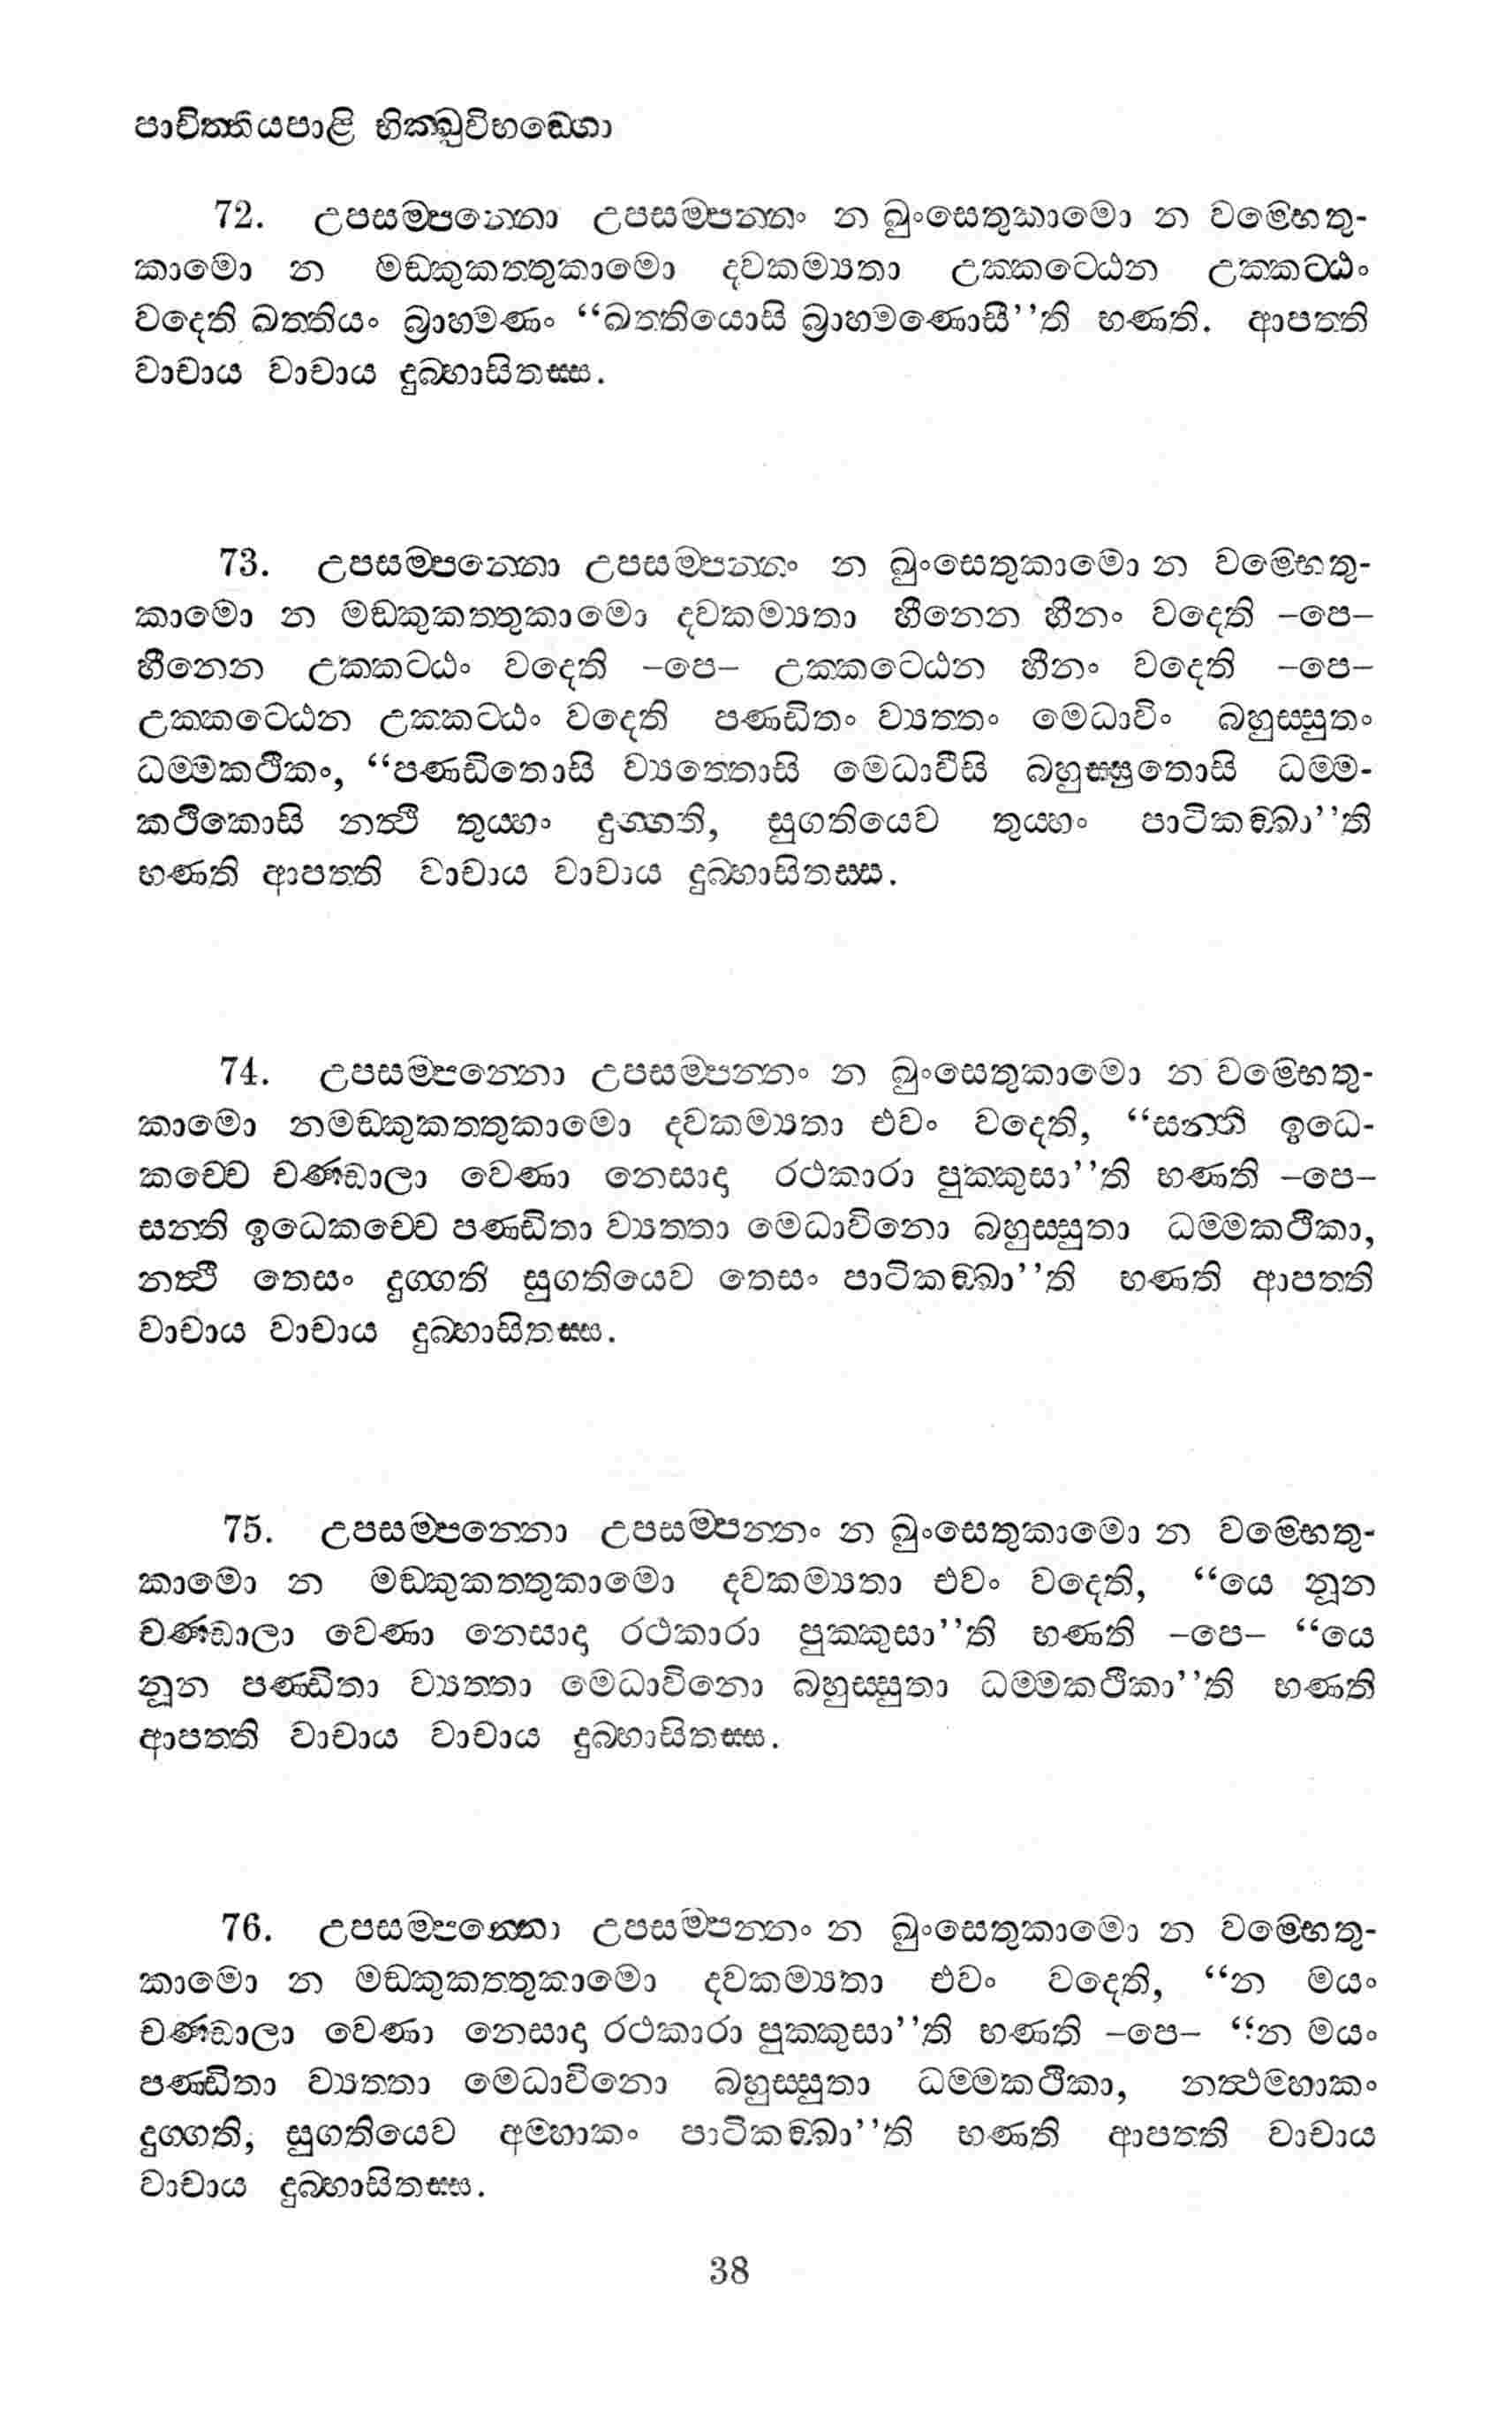 පාචිත්තියපාළි භික්ඛුවිභඞ්ගො
72. උපසම්පන්නො උපසම්පන්නං න ඛුංසෙතුකාමො න වම්භෙතු-
කාමො න මඞ්කුකත්තුකාමො දවකම්‍යතා උක්කට්ඨෙන උක්කට්ඨං
වදෙති ඛත්තියං බ්‍රාහ්මණං “ඛත්තියොසි බ්‍රාහ්මණොසී’’ති භණති. ආපත්ති
වාචාය වාචාය දුබ්භාසිතස්ස.
73. උපසම්පන්නො උපසම්පන්නං න ඛුංසෙතුකාමො න වම්භෙතු-
කාමො න මඞ්කුකත්තුකාමො දවකම්‍යතා හීනෙන හීනං වදෙති –පෙ–
හීනෙන උක්කට්ඨං වදෙති –පෙ– උක්කට්ඨෙන හීනං වදෙති –පෙ–
උක්කට්ඨෙන උක්කට්ඨං වදෙති පණ්ඩිතං ව්‍යත්තං මෙධාවිං බහුස්සුතං
ධම්මකථිකං, “පණ්ඩිතොසි ව්‍යත්තොසි මෙධාවීසි බහුස්සුතොසි ධම්ම-
කථිකොසි නත්ථි තුය්හං දුග්ගති, සුගතියෙව තුය්හං පාටිකඞ්ඛා’’ති
භණති ආපත්ති වාචාය වාචාය දුබ්භාසිතස්ස.
74. උපසම්පන්නො උපසම්පන්නං න ඛුංසෙතුකාමො න වම්භෙතු-
කාමො නමඞ්කුකත්තුකාමො දවකම්‍යතා එවං වදෙති, “සන්ති ඉධෙ-
කච්චෙ චණ්ඩාලා වෙණා නෙසාදා රථකාරා පුක්කුසා’’ති භණති –පෙ–
සන්ති ඉධෙකච්චෙ පණ්ඩිතා ව්‍යත්තා මෙධාවිනො බහුස්සුතා ධම්මකථිකා,
නත්ථි තෙසං දුග්ගති සුගතියෙව තෙසං පාටිකඞ්ඛා’’ති භණති ආපත්ති
වාචාය වාචාය දුබ්භාසිතස්ස.
75. උපසම්පන්නො උපසම්පන්නං න ඛුංසෙතුකාමො න වම්භෙතු-
කාමො න මඞ්කුකත්තුකාමො දවකම්‍යතා එවං වදෙති, “යෙ නූන
චණ්ඩාලා වෙණා නෙසාදා රථකාරා පුක්කුසා’’ති භණති –පෙ– “යෙ
නූන පණ්ඩිතා ව්‍යත්තා මෙධාවිනො බහුස්සුතා ධම්මකථිකා’’ති භණති
ආපත්ති වාචාය වාචාය දුබ්භාසිතස්ස.
76. උපසම්පන්නො උපසම්පන්නං න ඛුංසෙතුකාමො න වම්භෙතු-
කාමො න මඞ්කුකත්තුකාමො දවකම්‍යතා එවං වදෙති, “න මයං
චණ්ඩාලා වෙණා නෙසාදා රථකාරා පුක්කුසා’’ති භණති –පෙ– “න මයං
පණ්ඩිතා ව්‍යත්තා මෙධාවිනො බහුස්සුතා ධම්මකථිකා, නත්ථම්හාකං
දුග්ගති, සුගතියෙව අම්හාකං පාටිකඞ්ඛා’’ති භණති ආපත්ති වාචාය
වාචාය දුබ්භාසිතස්ස.
38